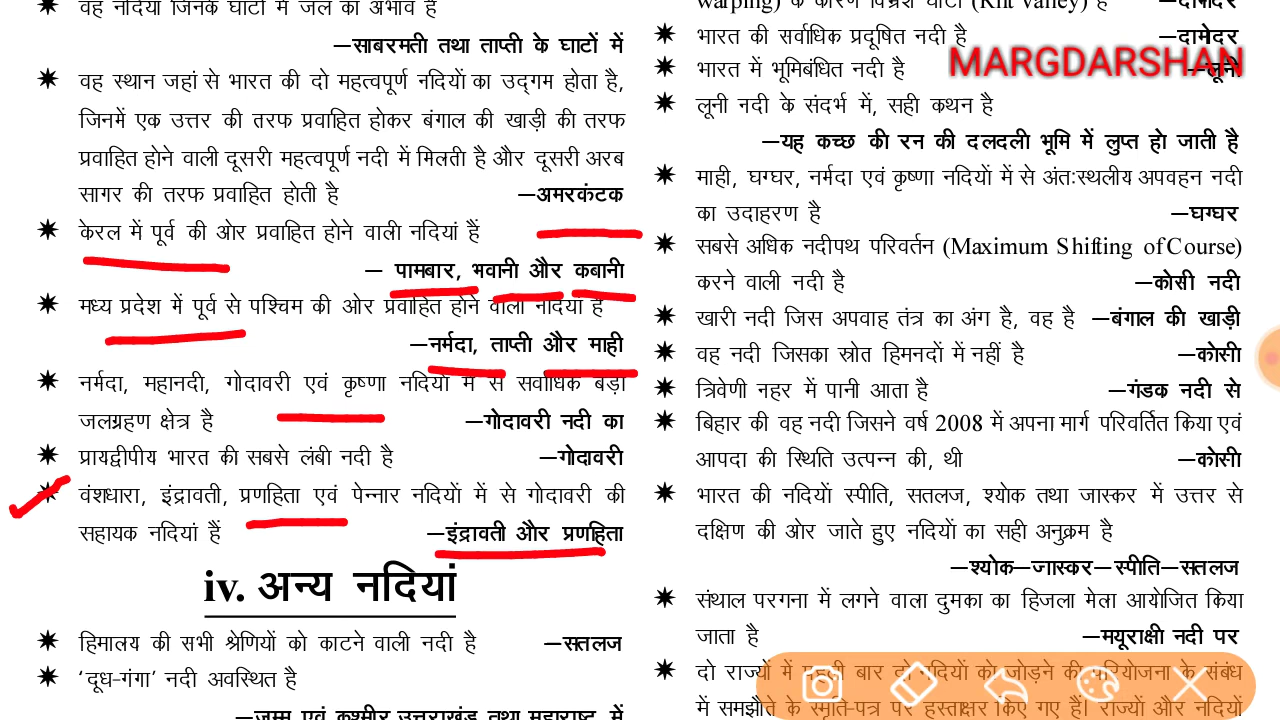 वह नदियां जिनके घाटों में जल का अभाव है
—साबरमती तथा ताप्ती के घाटों में
✷ वह स्थान जहां से भारत की दो महत्वपूर्ण नदियों का उद्गम होता है,
जिनमें एक उत्तर की तरफ प्रवाहित होकर बंगाल की खाड़ी की तरफ
प्रवाहित होने वाली दूसरी महत्वपूर्ण नदी में मिलती है और दूसरी अरब
सागर की तरफ प्रवाहित होती है —अमरकंटक
✷ केरल में पूर्व की ओर प्रवाहित होने वाली नदियां हैं
— पामबार, भवानी और कबानी
✷ मध्य प्रदेश में पूर्व से पश्चिम की ओर प्रवाहित होने वाली नदियां हैं
—नर्मदा, ताप्ती और माही
✷ नर्मदा, महानदी, गोदावरी एवं कृष्णा नदियों में से सर्वाधिक बड़ा
जलग्रहण क्षेत्र है —गोदावरी नदी का
✷ प्रायद्वीपीय भारत की सबसे लंबी नदी है —गोदावरी
✷ वंशधारा, इंद्रावती, प्रणहिता एवं पेन्नार नदियों में से गोदावरी की
सहायक नदियां हैं —इंद्रावती और प्रणहिता
iv. अन्य नदियां
✷ हिमालय की सभी श्रेणियों को काटने वाली नदी है —सतलज
✷ ‘दूध-गंगा’ नदी अवस्थित है
—जम्मू एवं कश्मीर, उत्तराखंड तथा महाराष्ट्र में
warping) के कारण विभ्रंश घाटी (Rift valley) है —दामोदर
✷ भारत की सर्वाधिक प्रदूषित नदी है —दामोदर
MARGDARSHAN
✷ भारत में भूमिबंधित नदी है —लूनी
✷ लूनी नदी के संदर्भ में, सही कथन है
—यह कच्छ की रन की दलदली भूमि में लुप्त हो जाती है
✷ माही, घग्घर, नर्मदा एवं कृष्णा नदियों में से अंतःस्थलीय अपवहन नदी
का उदाहरण है —घग्घर
✷ सबसे अधिक नदीपथ परिवर्तन (Maximum Shifting of Course)
करने वाली नदी है —कोसी नदी
✷ खारी नदी जिस अपवाह तंत्र का अंग है, वह है —बंगाल की खाड़ी
✷ वह नदी जिसका स्रोत हिमनदों में नहीं है —कोसी
✷ त्रिवेणी नहर में पानी आता है —गंडक नदी से
✷ बिहार की वह नदी जिसने वर्ष 2008 में अपना मार्ग परिवर्तित किया एवं
आपदा की स्थिति उत्पन्न की, थी —कोसी
✷ भारत की नदियों स्पीति, सतलज, श्योक तथा जास्कर में उत्तर से
दक्षिण की ओर जाते हुए नदियों का सही अनुक्रम है
—श्योक—जास्कर—स्पीति—सतलज
✷ संथाल परगना में लगने वाला दुमका का हिजला मेला आयोजित किया
जाता है —मयूराक्षी नदी पर
✷ दो राज्यों में पहली बार दो नदियों को जोड़ने की परियोजना के संबंध
में समझौते के स्मृति-पत्र पर हस्ताक्षर किए गए हैं। राज्यों और नदियों